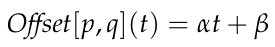 Offset[p,q](t) = αt + β